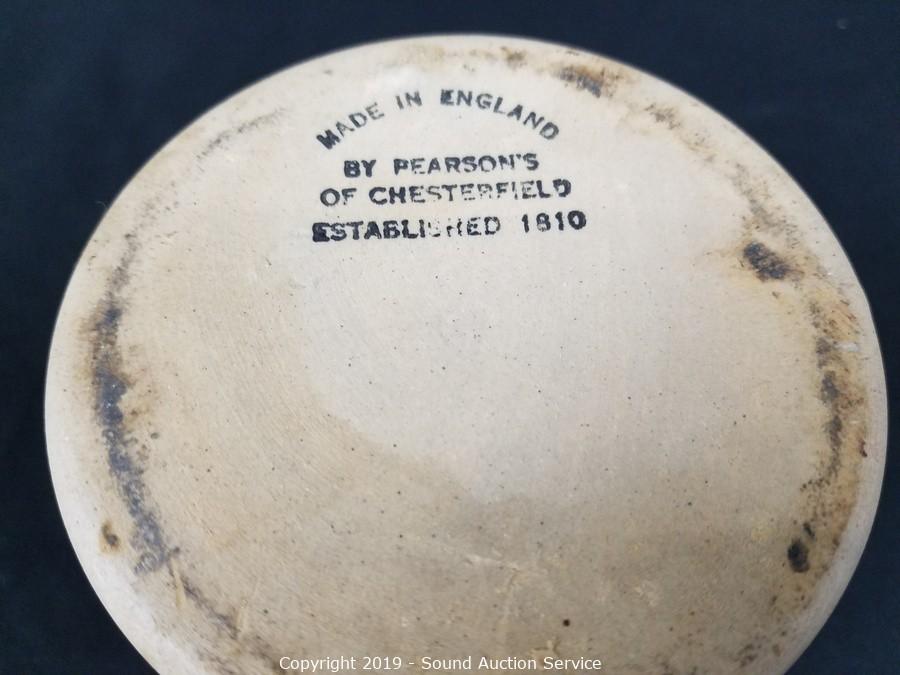 MADE IN ENGLAND
BY PEARSON'S
OF CHESTERFIELD
ESTABLISHED 1810
Copyright 2019 - Sound Auction Service